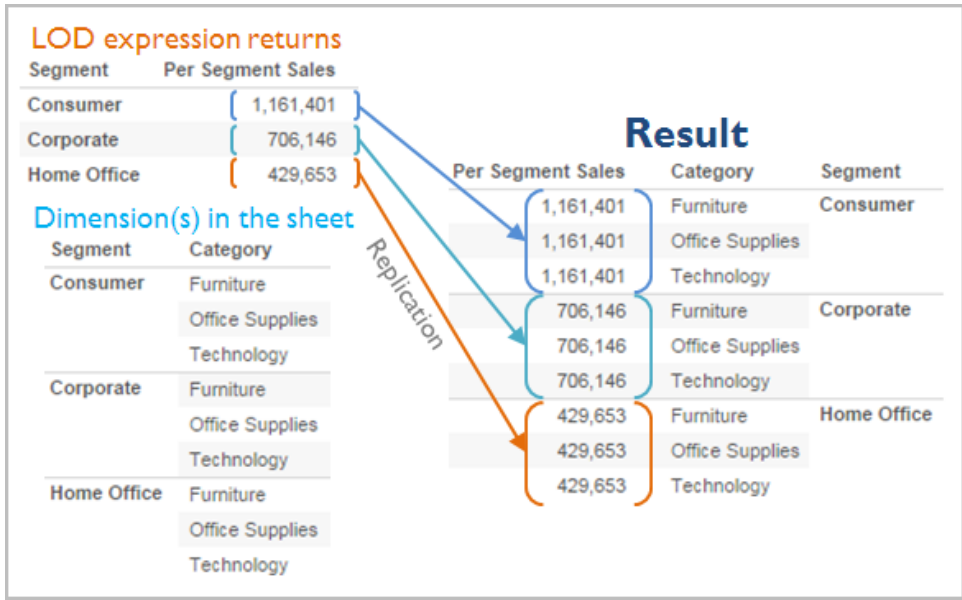 LOD expression returns
Segment Per Segment Sales
Consumer 1,161,401
Corporate 706,146
Home Office 429,653
Dimension(s) in the sheet
Segment Category
Consumer Furniture
Office Supplies
Technology
Corporate Furniture
Office Supplies
Technology
Home Office Furniture
Office Supplies
Technology
Replication
Result
Per Segment Sales Category Segment
1,161,401 Furniture Consumer
1,161,401 Office Supplies
1,161,401 Technology
706,146 Furniture Corporate
706,146 Office Supplies
706,146 Technology
429,653 Furniture Home Office
429,653 Office Supplies
429,653 Technology